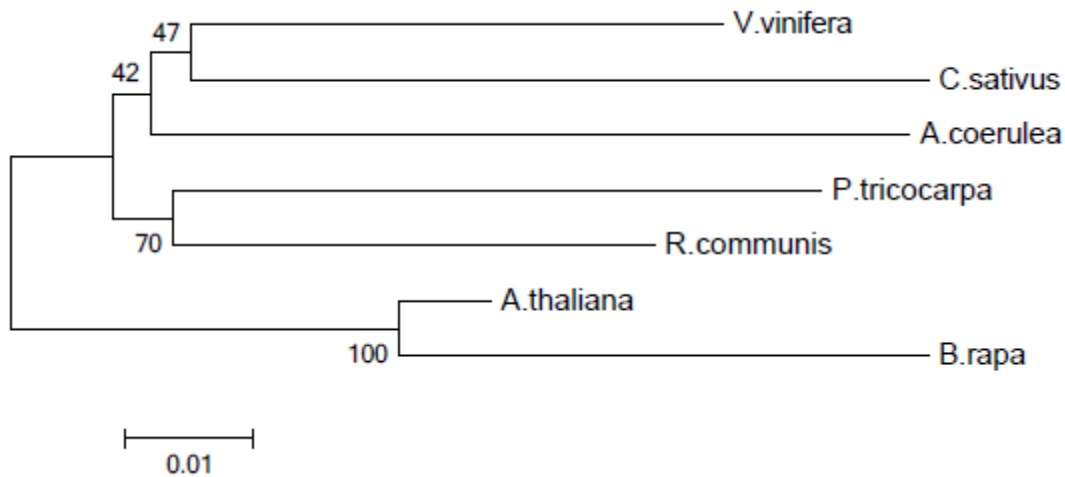 47
V.vinifera
42
C.sativus
A.coerulea
P.tricocarpa
70
R.communis
A.thaliana
100
B.rapa
0.01